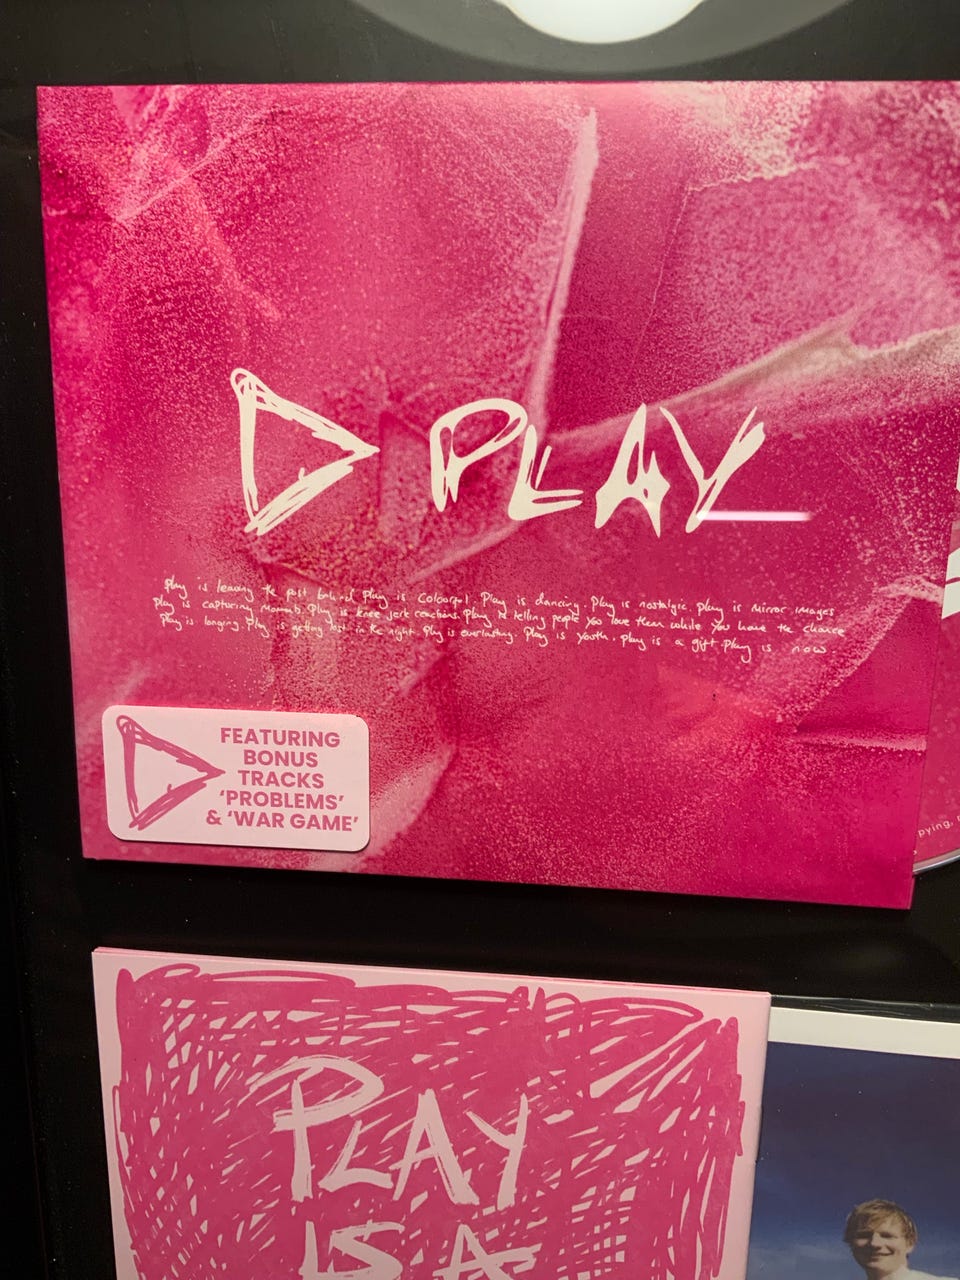 PLAY
Play is leaving the past behind Play is Colourful. Play is dancing. Play is nostalgic. play is mirror images
play is capturing moments. Play is knee jerk reactions. Play is telling people you love them while you have the chance
Play is longing. Play is getting lost in the night. Play is everlasting. Play is youth. play is a gift. play is now.
FEATURING
BONUS
TRACKS
‘PROBLEMS’
& ‘WAR GAME’
PLAY
IS A